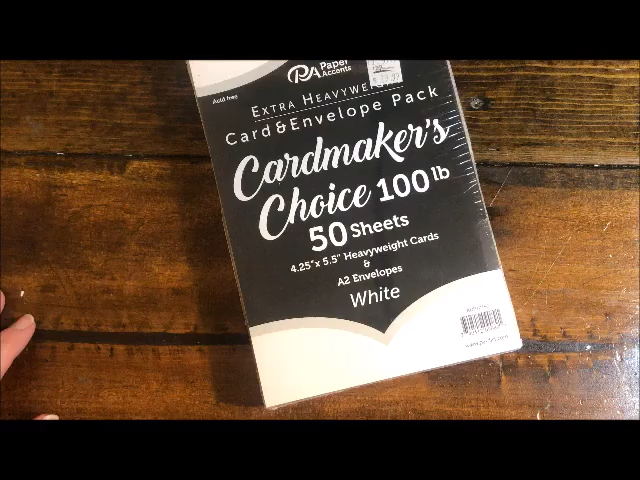 PA Paper Accents
Acid free
Extra Heavyweight
Card & Envelope Pack
Cardmaker's
Choice 100 lb
50 Sheets
4.25" x 5.5" Heavyweight Cards
&
A2 Envelopes
White